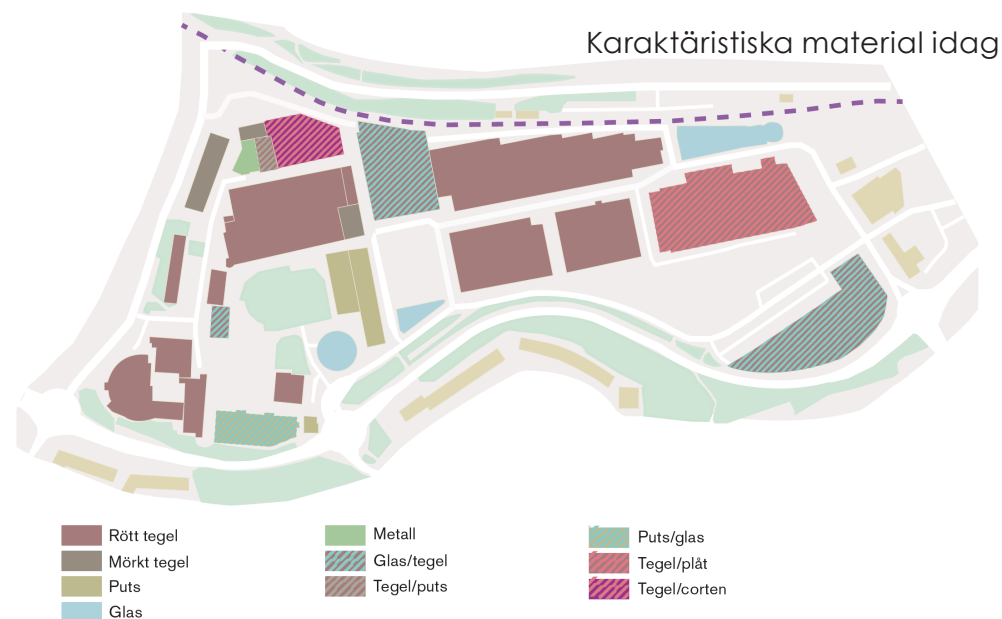 Karaktäristiska material idag
Rött tegel
Mörkt tegel
Puts
Glas
Metall
Glas/tegel
Tegel/puts
Puts/glas
Tegel/plåt
Tegel/corten